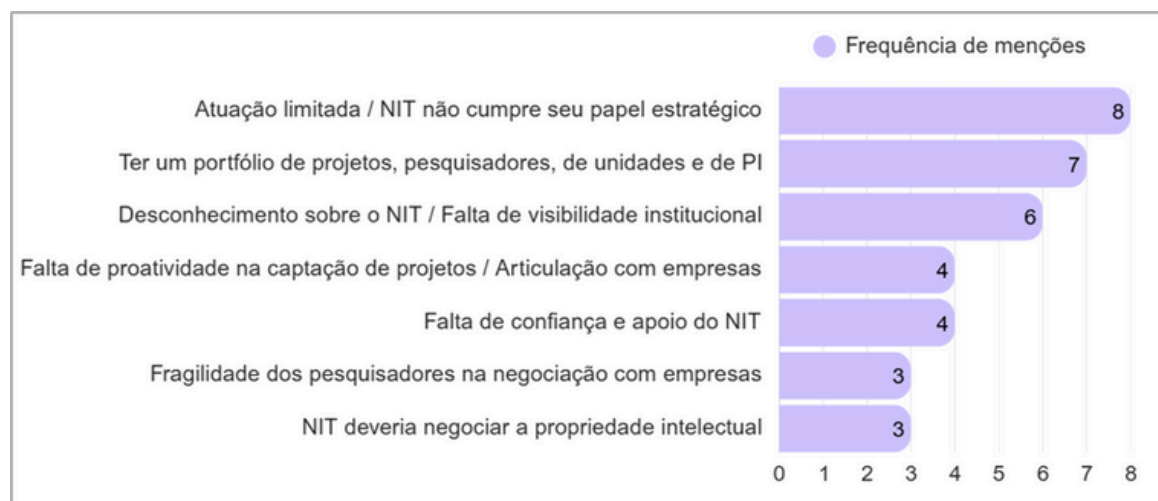 Frequência de menções
Atuação limitada / NIT não cumpre seu papel estratégico
8
Ter um portfólio de projetos, pesquisadores, de unidades e de PI
7
Desconhecimento sobre o NIT / Falta de visibilidade institucional
6
Falta de proatividade na captação de projetos / Articulação com empresas
4
Falta de confiança e apoio do NIT
4
Fragilidade dos pesquisadores na negociação com empresas
3
NIT deveria negociar a propriedade intelectual
3
0 1 2 3 4 5 6 7 8